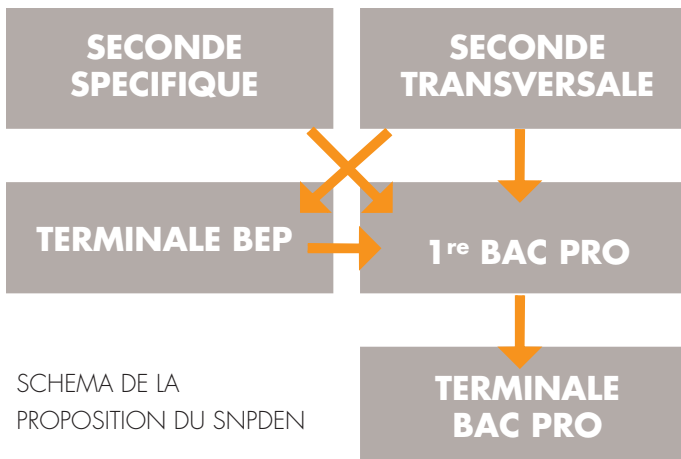 SECONDE
SPECIFIQUE
SECONDE
TRANSVERSALE
TERMINALE BEP
1re BAC PRO
SCHEMA DE LA
PROPOSITION DU SNPDEN
TERMINALE
BAC PRO